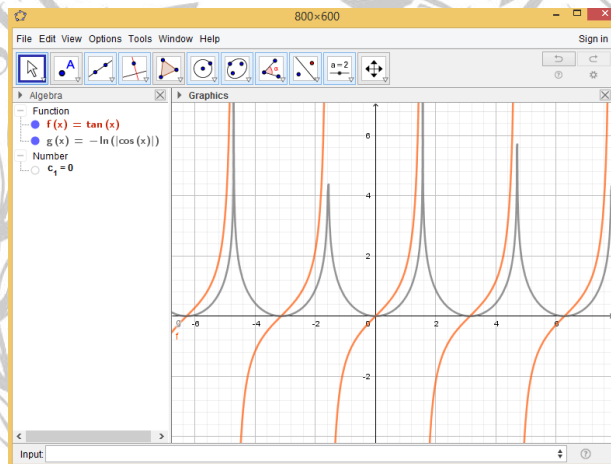 800×600
File Edit View Options Tools Window Help
Sign in
A
a=2
Algebra
Graphics
Function
f(x) = tan(x)
g(x) = −ln(|cos(x)|)
Number
c₁ = 0
6
4
2
g -6 -4 -2 0 2 4 6
f
-2
Input: